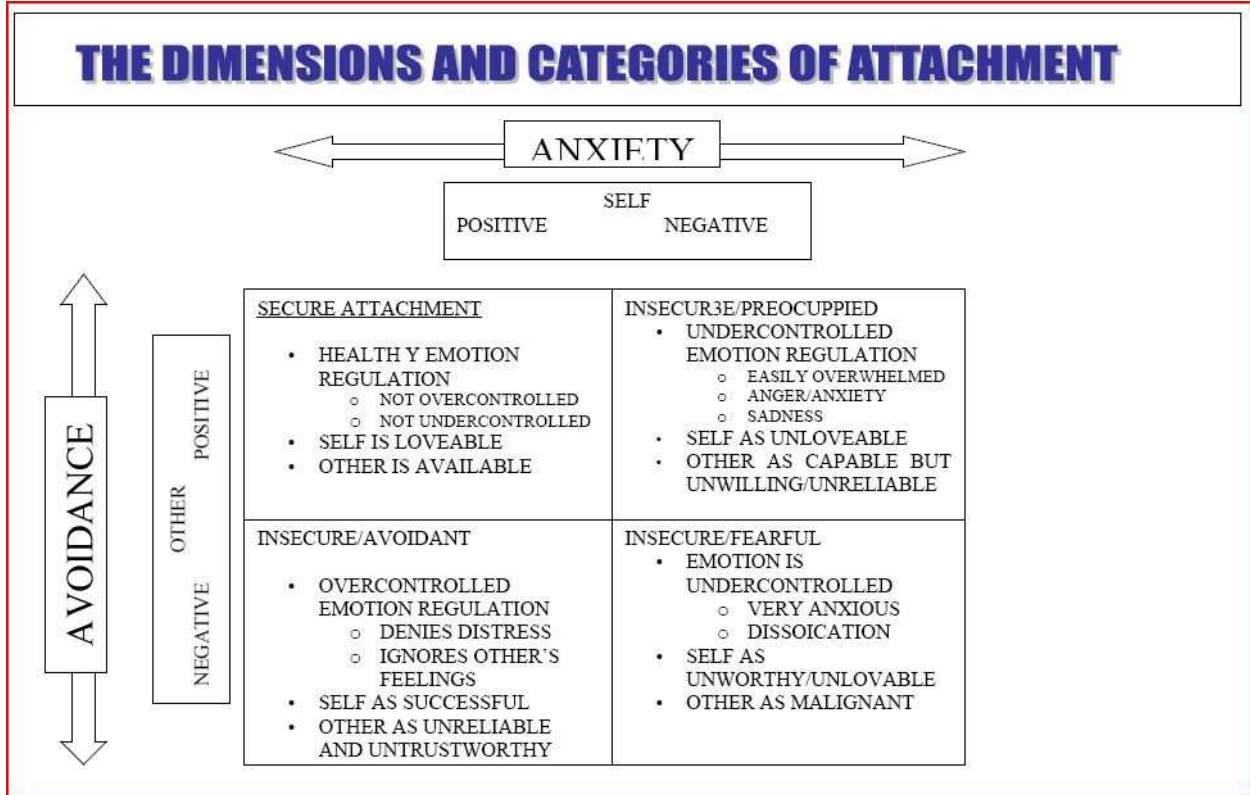 THE DIMENSIONS AND CATEGORIES OF ATTACHMENT
ANXIETY
SELF
POSITIVE NEGATIVE
AVOIDANCE
OTHER
POSITIVE
NEGATIVE
SECURE ATTACHMENT
• HEALTH Y EMOTION
REGULATION
o NOT OVERCONTROLLED
o NOT UNDERCONTROLLED
• SELF IS LOVEABLE
• OTHER IS AVAILABLE
INSECUR3E/PREOCUPPIED
• UNDERCONTROLLED
EMOTION REGULATION
o EASILY OVERWHELMED
o ANGER/ANXIETY
o SADNESS
• SELF AS UNLOVEABLE
• OTHER AS CAPABLE BUT
UNWILLING/UNRELIABLE
INSECURE/AVOIDANT
• OVERCONTROLLED
EMOTION REGULATION
o DENIES DISTRESS
o IGNORES OTHER`S
FEELINGS
• SELF AS SUCCESSFUL
• OTHER AS UNRELIABLE
AND UNTRUSTWORTHY
INSECURE/FEARFUL
• EMOTION IS
UNDERCONTROLLED
o VERY ANXIOUS
o DISSOICATION
• SELF AS
UNWORTHY/UNLOVABLE
• OTHER AS MALIGNANT